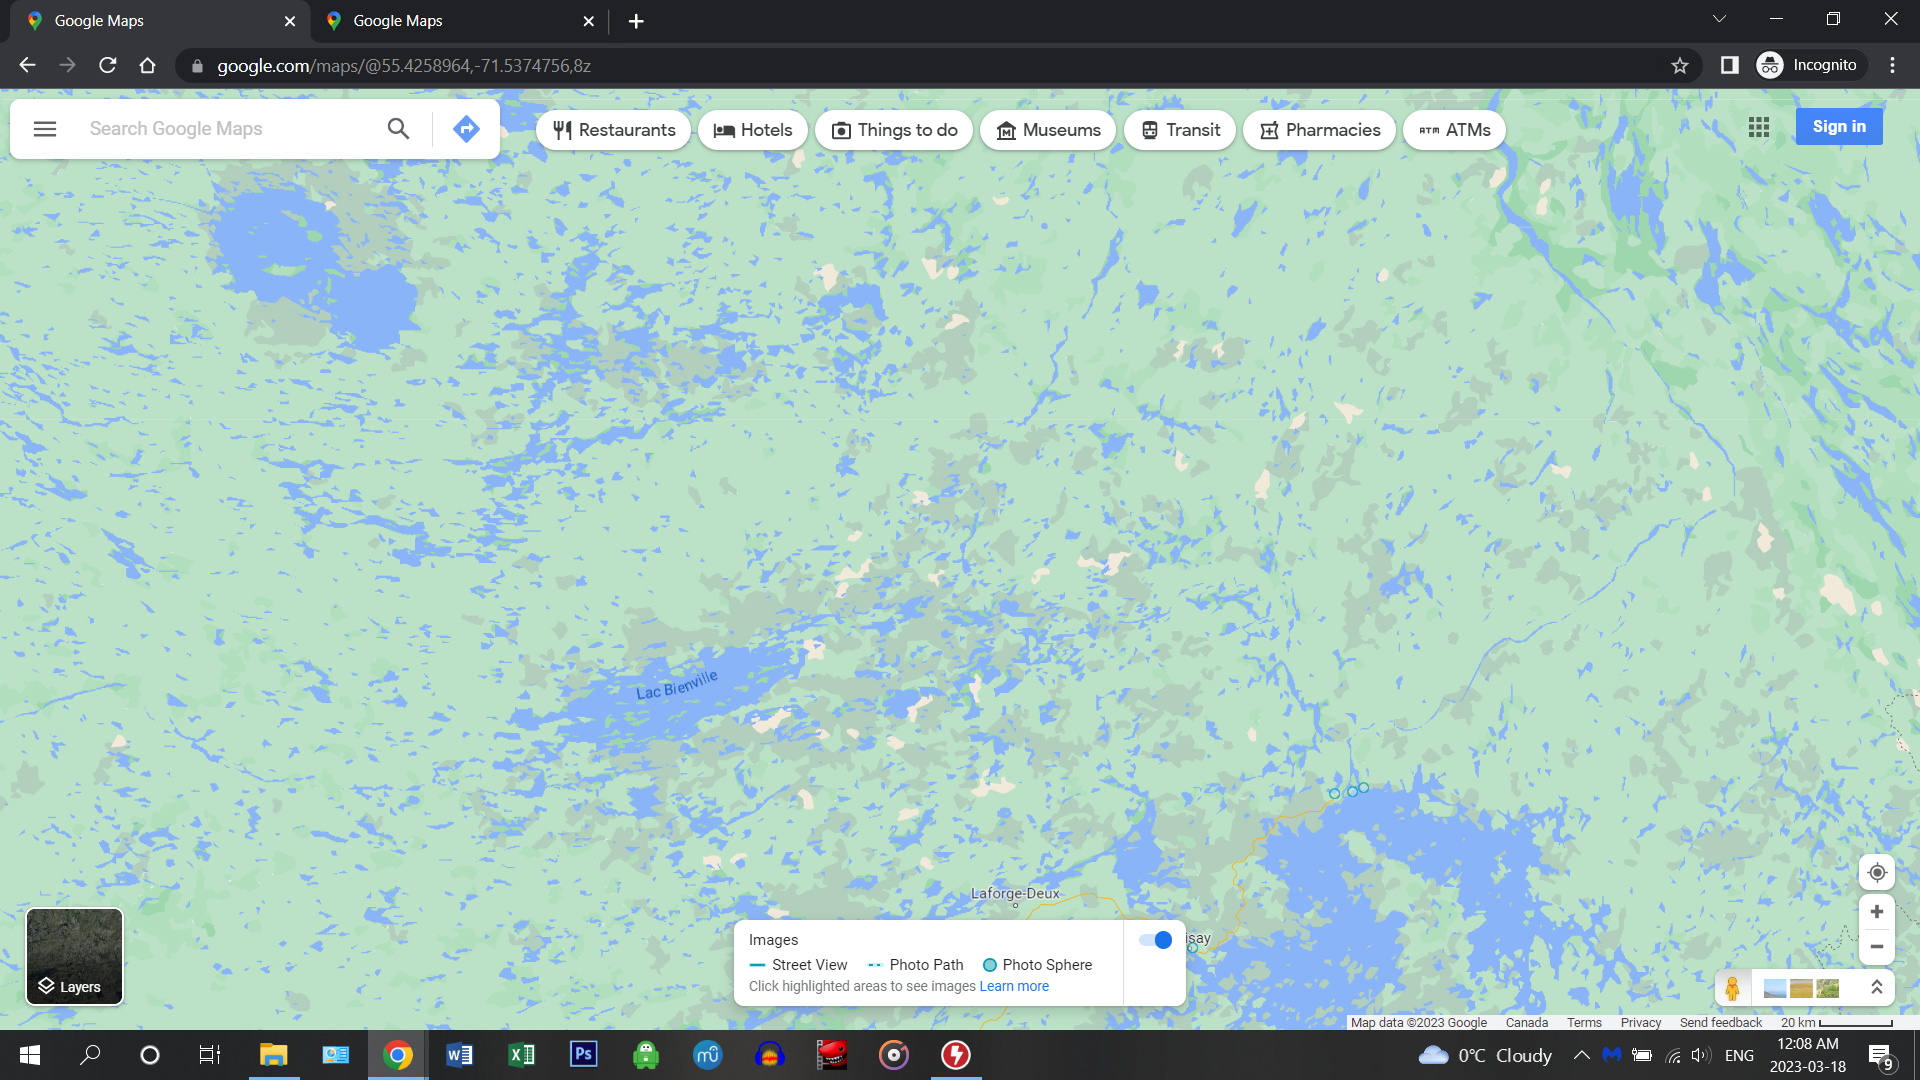 Google Maps
Google Maps
google.com/maps/@55.4258964,-71.5374756,8z
Incognito
Search Google Maps
Restaurants
Hotels
Things to do
Museums
Transit
Pharmacies
ATM ATMs
Sign in
Lac Bienville
Laforge-Deux
isay
Images
Street View
Photo Path
Photo Sphere
Click highlighted areas to see images Learn more
Layers
Map data ©2023 Google
Canada
Terms
Privacy
Send feedback
20 km
W
X
Ps
mu
0°C Cloudy
ENG
12:08 AM
2023-03-18
9